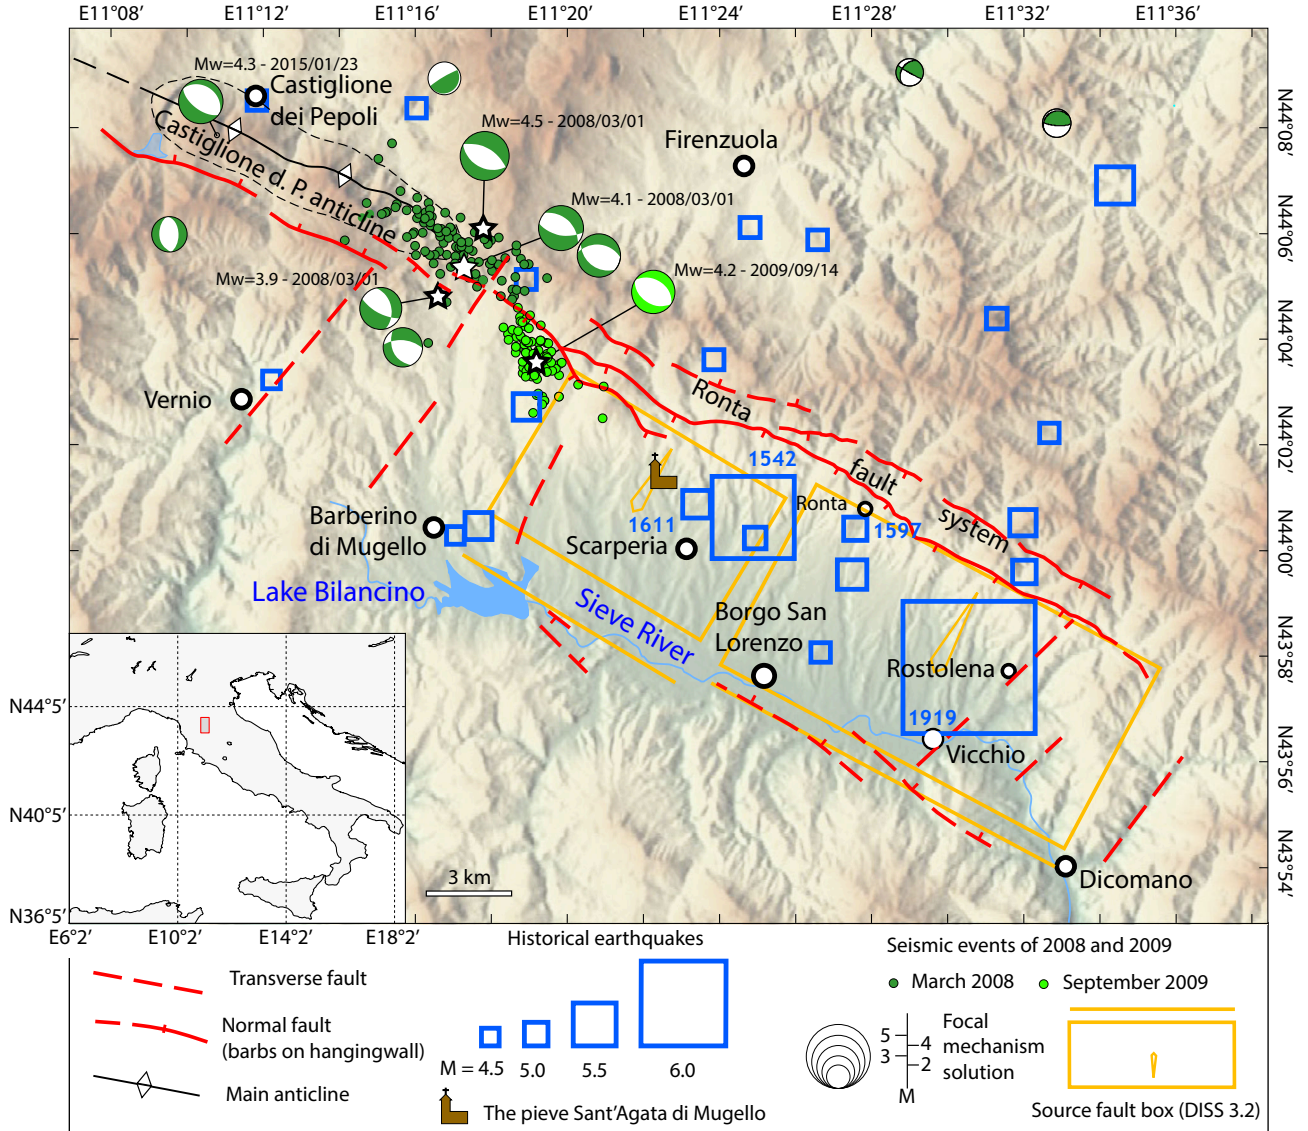 E11°08' E11°12' E11°16' E11°20' E11°24' E11°28' E11°32' E11°36'
Mw=4.3 - 2015/01/23
Castiglione
dei Pepoli
Castiglione d. P. anticline
Mw=4.5 - 2008/03/01
Firenzuola
Mw=4.1 - 2008/03/01
Mw=4.2 - 2009/09/14
Mw=3.9 - 2008/03/01
N44°08'
N44°06'
N44°04'
N44°02'
N44°00'
N43°58'
N43°56'
N43°54'
Vernio
Ronta
fault
system
1542
1611
Ronta
1597
Barberino
di Mugello
Scarperia
Lake Bilancino
Sieve River
Borgo San
Lorenzo
Rostolena
1919
Vicchio
Dicomano
3 km
N44°5'
N40°5'
N36°5'
E6°2' E10°2' E14°2' E18°2'
Historical earthquakes
Transverse fault
Normal fault
(barbs on hangingwall)
Main anticline
M = 4.5 5.0 5.5 6.0
The pieve Sant'Agata di Mugello
Seismic events of 2008 and 2009
March 2008
September 2009
5
4
3
2
M
Focal
mechanism
solution
Source fault box (DISS 3.2)